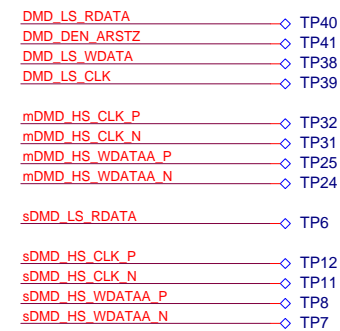 DMD_LS_RDATA TP40
DMD_DEN_ARSTZ TP41
DMD_LS_WDATA TP38
DMD_LS_CLK TP39
mDMD_HS_CLK_P TP32
mDMD_HS_CLK_N TP31
mDMD_HS_WDATAA_P TP25
mDMD_HS_WDATAA_N TP24
sDMD_LS_RDATA TP6
sDMD_HS_CLK_P TP12
sDMD_HS_CLK_N TP11
sDMD_HS_WDATAA_P TP8
sDMD_HS_WDATAA_N TP7